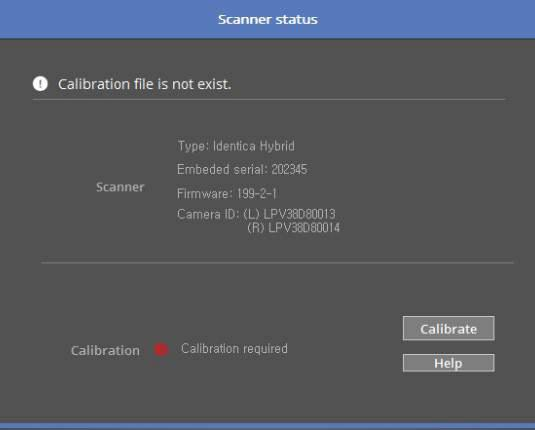 Scanner status
! Calibration file is not exist.
Type: Identica Hybrid
Embeded serial: 202345
Scanner
Firmware: 199-2-1
Camera ID: (L) LPV38D80013
(R) LPV38D80014
Calibrate
Calibration
Calibration required
Help